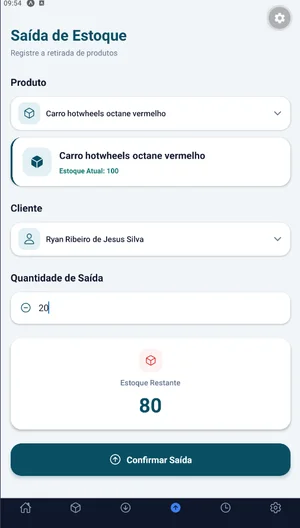 09:54
Saída de Estoque
Registre a retirada de produtos
Produto
Carro hotwheels octane vermelho
Carro hotwheels octane vermelho
Estoque Atual: 100
Cliente
Ryan Ribeiro de Jesus Silva
Quantidade de Saída
20
Estoque Restante
80
Confirmar Saída